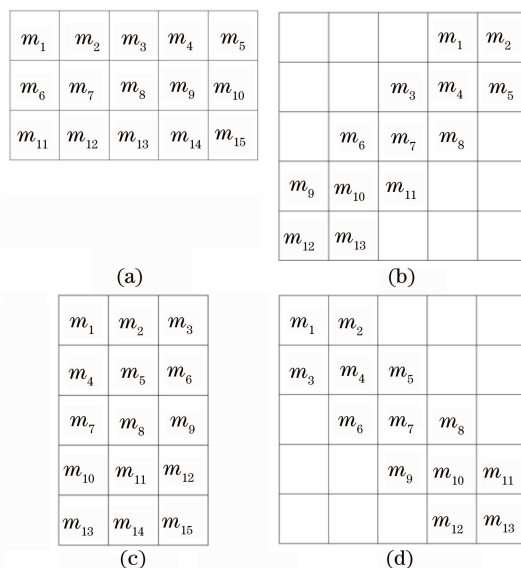 m₁ m₂ m₃ m₄ m₅
m₆ m₇ m₈ m₉ m₁₀
m₁₁ m₁₂ m₁₃ m₁₄ m₁₅
(a)
m₁ m₂
m₃ m₄ m₅
m₆ m₇ m₈
m₉ m₁₀ m₁₁
m₁₂ m₁₃
(b)
m₁ m₂ m₃
m₄ m₅ m₆
m₇ m₈ m₉
m₁₀ m₁₁ m₁₂
m₁₃ m₁₄ m₁₅
(c)
m₁ m₂
m₃ m₄ m₅
m₆ m₇ m₈
m₉ m₁₀ m₁₁
m₁₂ m₁₃
(d)